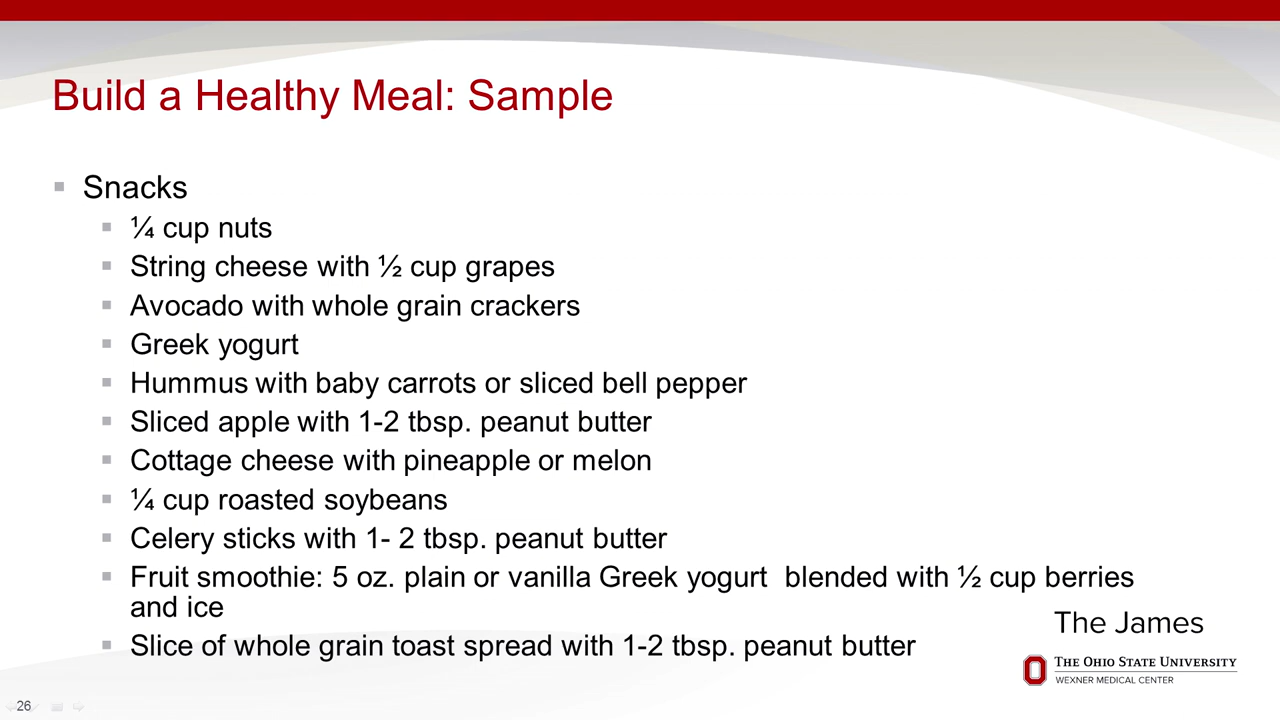 Build a Healthy Meal: Sample
Snacks
¼ cup nuts
String cheese with ½ cup grapes
Avocado with whole grain crackers
Greek yogurt
Hummus with baby carrots or sliced bell pepper
Sliced apple with 1-2 tbsp. peanut butter
Cottage cheese with pineapple or melon
¼ cup roasted soybeans
Celery sticks with 1- 2 tbsp. peanut butter
Fruit smoothie: 5 oz. plain or vanilla Greek yogurt  blended with ½ cup berries
and ice
Slice of whole grain toast spread with 1-2 tbsp. peanut butter
The James
THE OHIO STATE UNIVERSITY
WEXNER MEDICAL CENTER
26